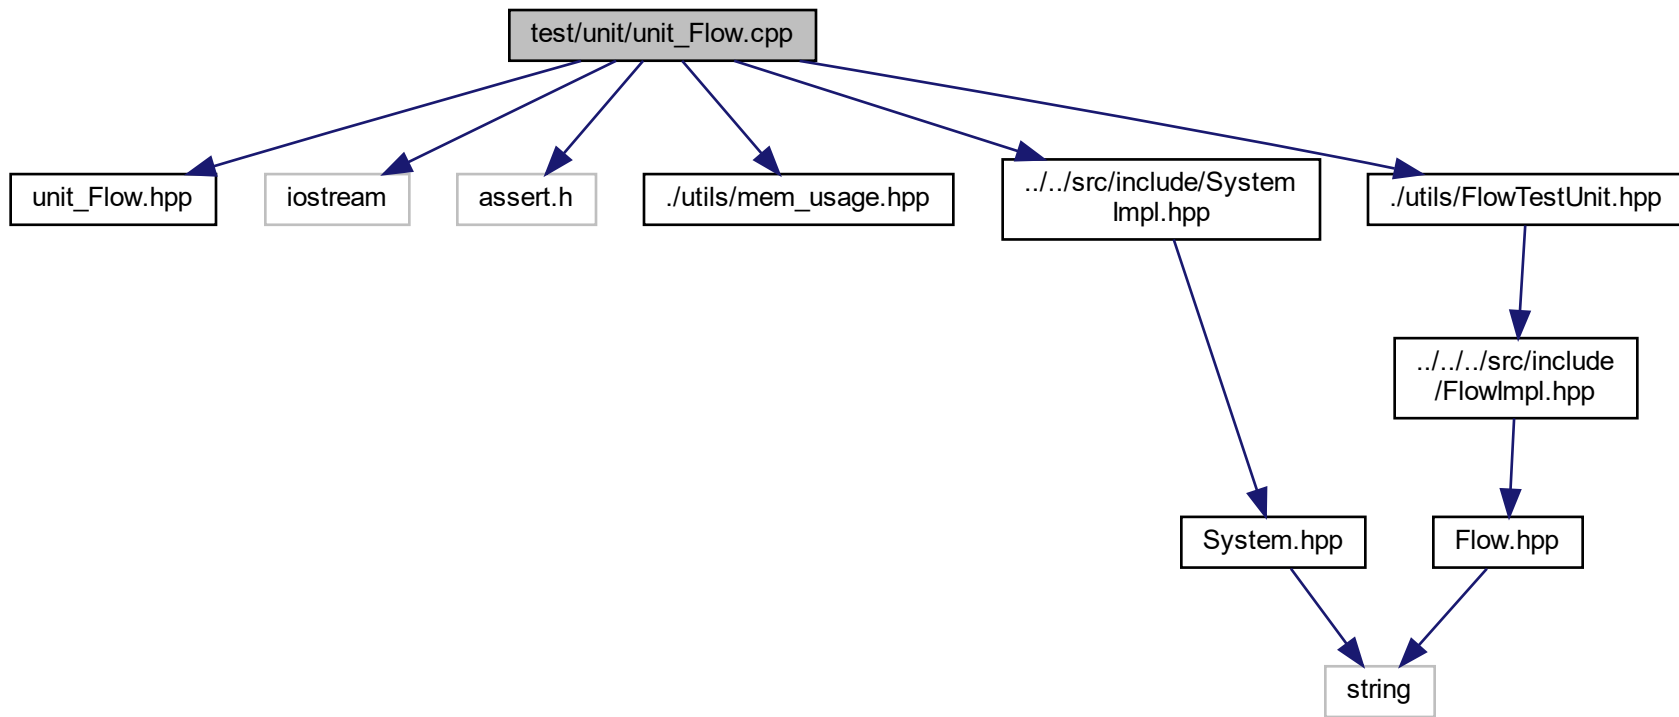 test/unit/unit_Flow.cpp
unit_Flow.hpp
iostream
assert.h
./utils/mem_usage.hpp
../../src/include/System
Impl.hpp
./utils/FlowTestUnit.hpp
../../../src/include
/FlowImpl.hpp
System.hpp
Flow.hpp
string